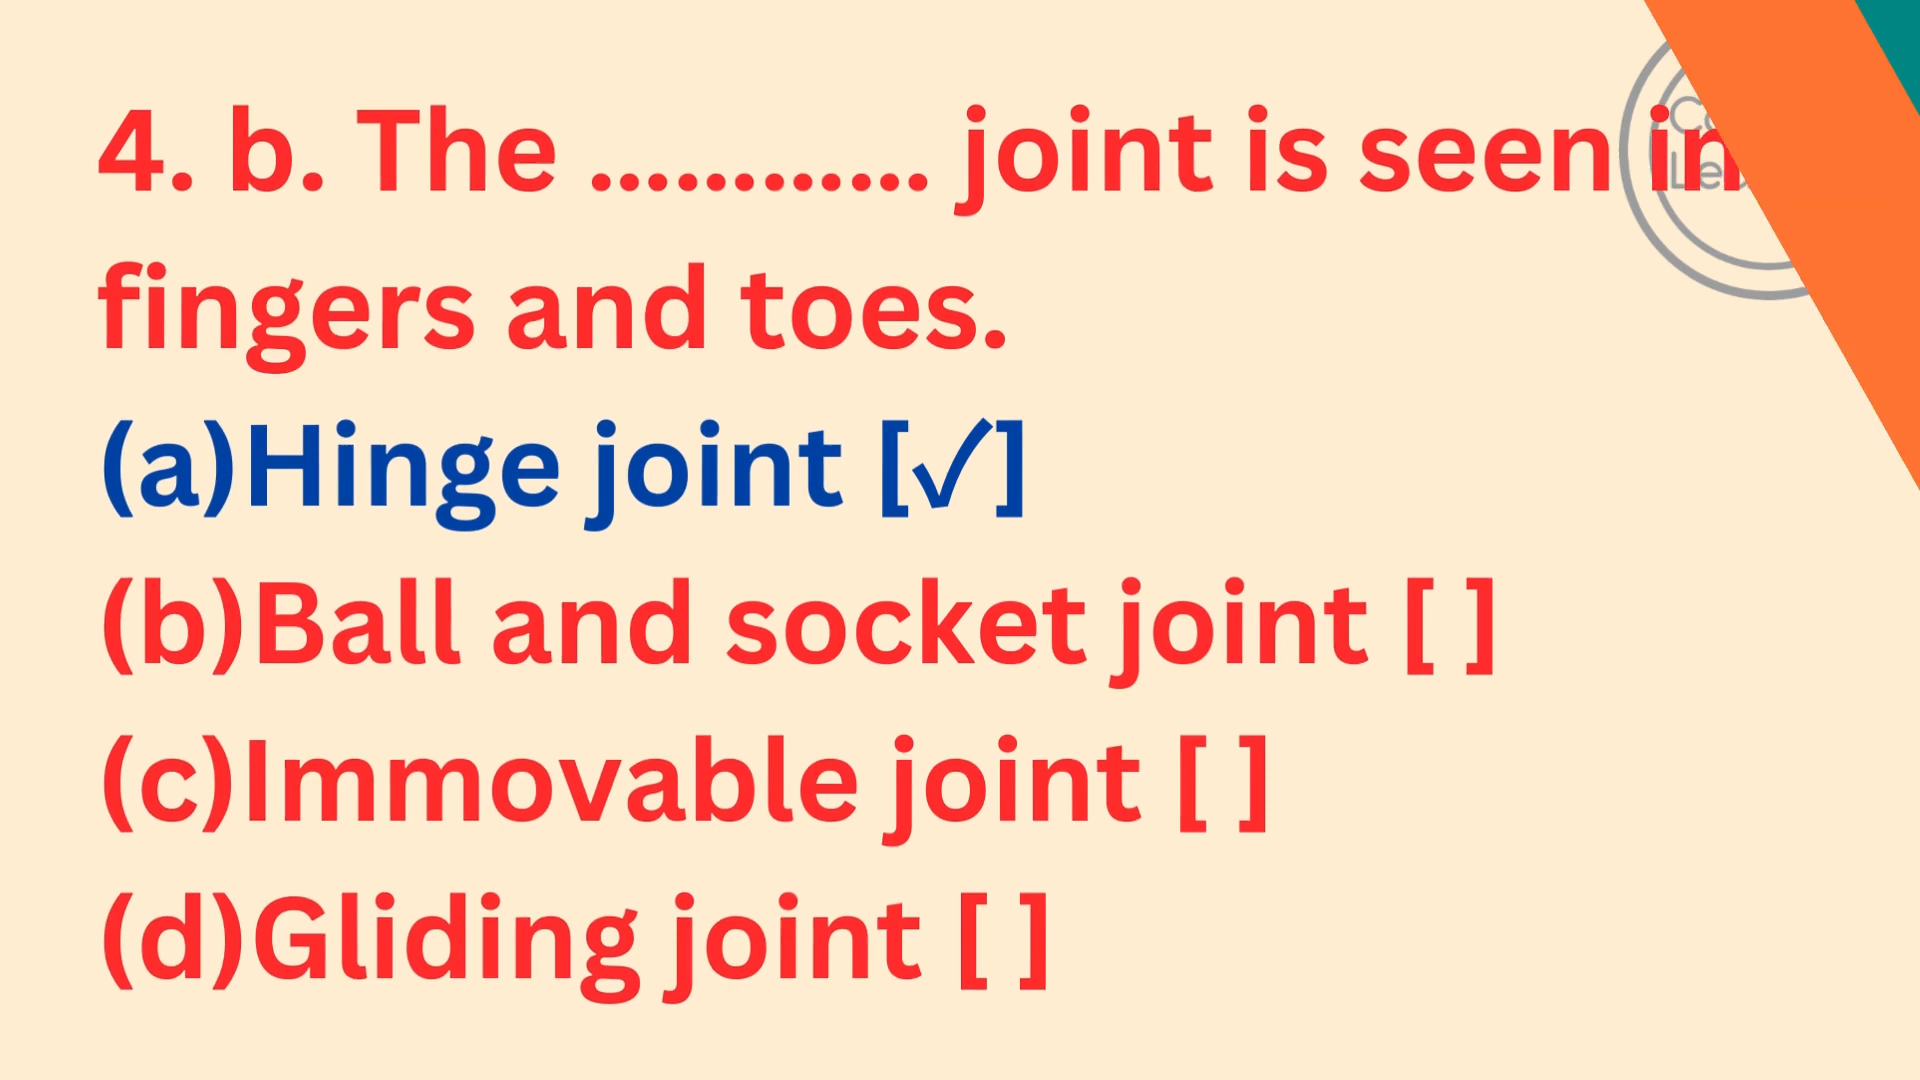 4. b. The ............ joint is seen in
fingers and toes.
(a)Hinge joint [✓]
(b)Ball and socket joint [ ]
(c)Immovable joint [ ]
(d)Gliding joint [ ]